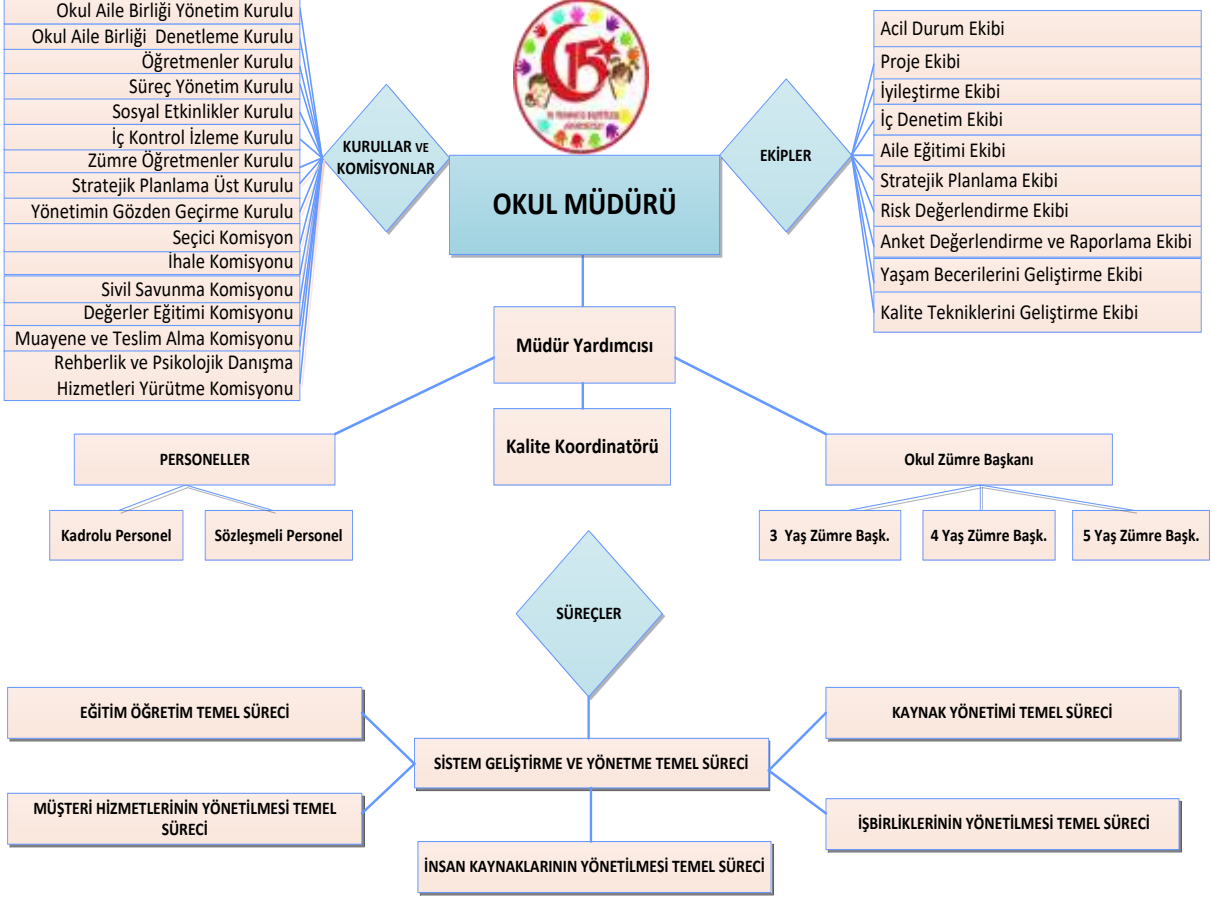 Okul Aile Birliği Yönetim Kurulu
Okul Aile Birliği Denetleme Kurulu
Öğretmenler Kurulu
Süreç Yönetim Kurulu
Sosyal Etkinlikler Kurulu
İç Kontrol İzleme Kurulu
Zümre Öğretmenler Kurulu
Stratejik Planlama Üst Kurulu
Yönetimin Gözden Geçirme Kurulu
Seçici Komisyon
İhale Komisyonu
Sivil Savunma Komisyonu
Değerler Eğitimi Komisyonu
Muayene ve Teslim Alma Komisyonu
Rehberlik ve Psikolojik Danışma
Hizmetleri Yürütme Komisyonu
KURULLAR VE
KOMİSYONLAR
15
OKUL MÜDÜRÜ
EKİPLER
Acil Durum Ekibi
Proje Ekibi
İyileştirme Ekibi
İç Denetim Ekibi
Aile Eğitimi Ekibi
Stratejik Planlama Ekibi
Risk Değerlendirme Ekibi
Anket Değerlendirme ve Raporlama Ekibi
Yaşam Becerilerini Geliştirme Ekibi
Kalite Tekniklerini Geliştirme Ekibi
Müdür Yardımcısı
Kalite Koordinatörü
PERSONELLER
Kadrolu Personel
Sözleşmeli Personel
Okul Zümre Başkanı
3 Yaş Zümre Başk.
4 Yaş Zümre Başk.
5 Yaş Zümre Başk.
SÜREÇLER
EĞİTİM ÖĞRETİM TEMEL SÜRECİ
KAYNAK YÖNETİMİ TEMEL SÜRECİ
SİSTEM GELİŞTİRME VE YÖNETME TEMEL SÜRECİ
MÜŞTERİ HİZMETLERİNİN YÖNETİLMESİ TEMEL
SÜRECİ
İŞBİRLİKLERİNİN YÖNETİLMESİ TEMEL SÜRECİ
İNSAN KAYNAKLARININ YÖNETİLMESİ TEMEL SÜRECİ